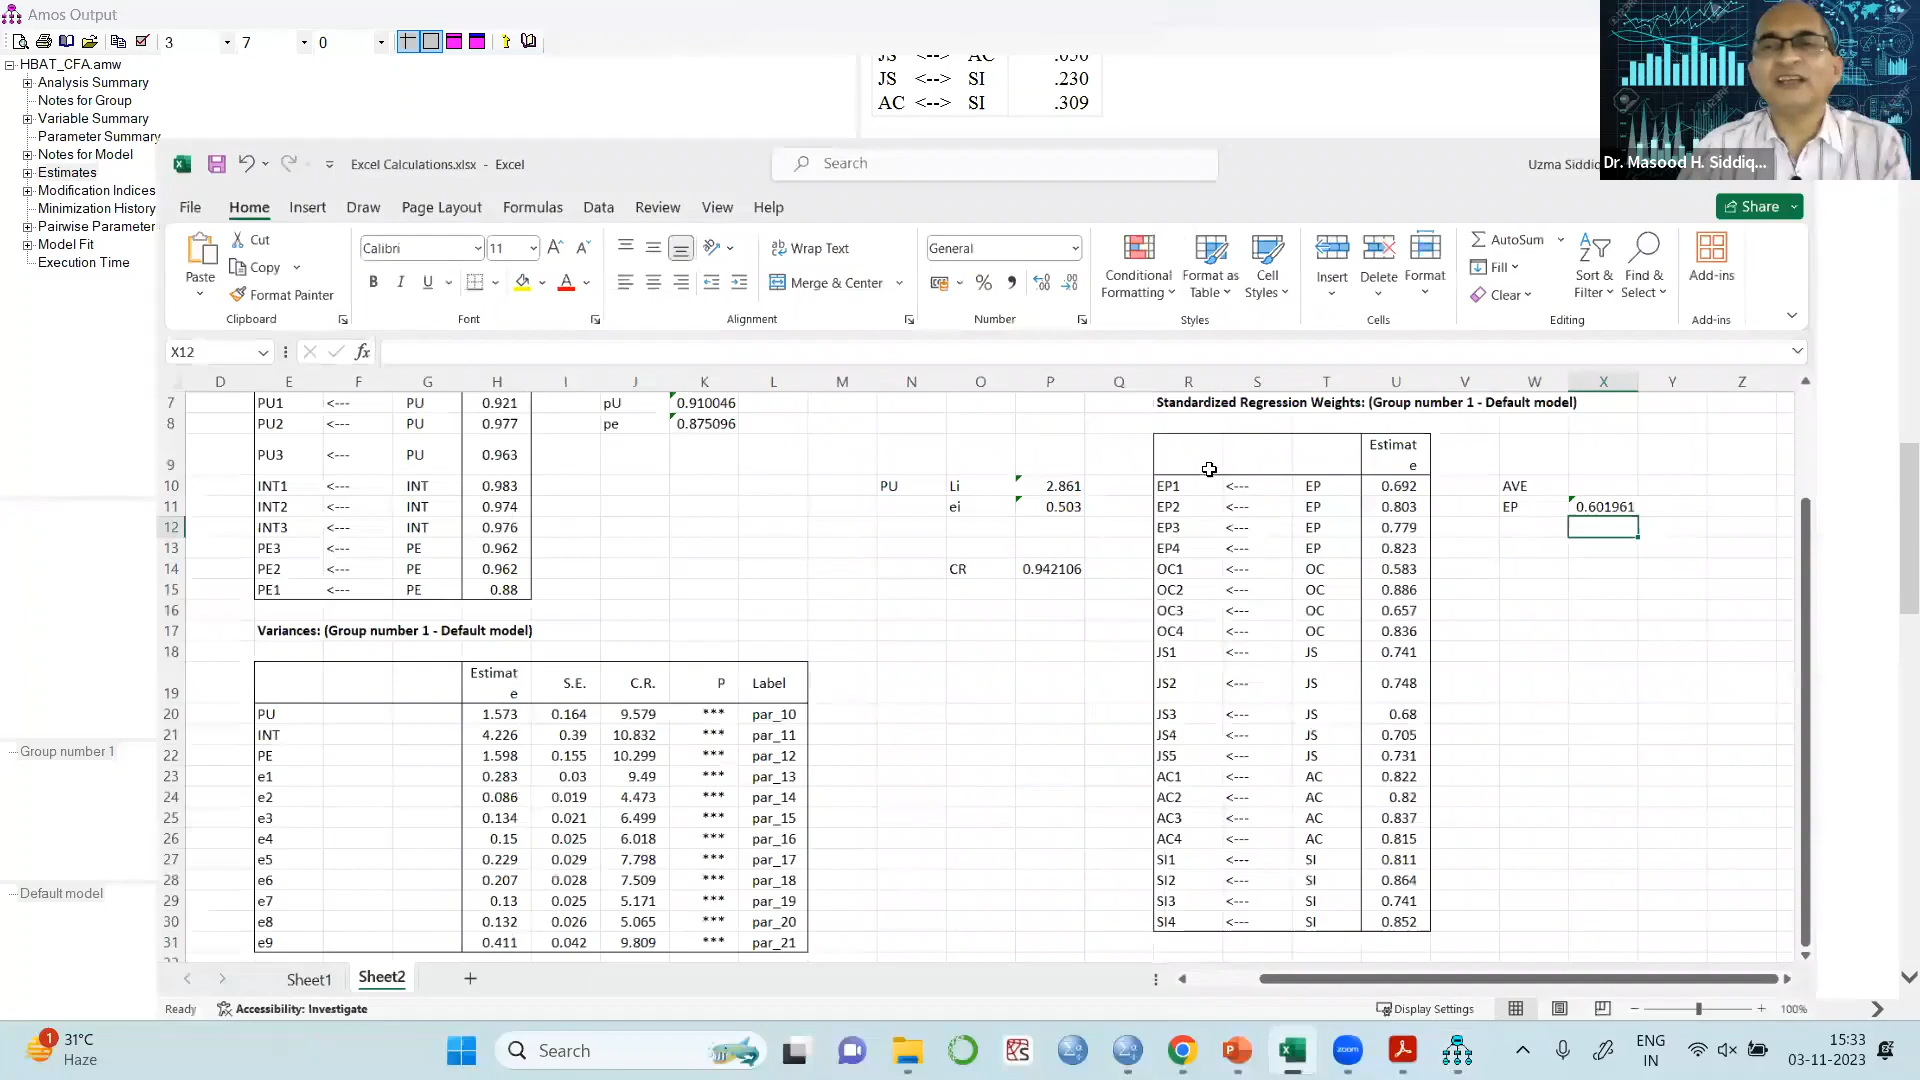 Amos Output
3 7 0
HBAT_CFA.amw
Analysis Summary
Notes for Group
Variable Summary
Parameter Summary
Notes for Model
Estimates
Modification Indices
Minimization History
Pairwise Parameter
Model Fit
Execution Time
Group number 1
Default model
JS <--> SI .230
AC <--> SI .309
Dr. Masood H. Siddiq...
Excel Calculations.xlsx - Excel
Search
File Home Insert Draw Page Layout Formulas Data Review View Help
Share
Paste
Cut
Copy
Format Painter
Clipboard
Calibri 11
B I U
Font
Wrap Text
Merge & Center
Alignment
General
Number
Conditional Formatting
Format as Table
Cell Styles
Styles
Insert Delete Format
Cells
AutoSum
Fill
Clear
Sort & Filter
Find & Select
Editing
Add-ins
Add-ins
X12 fx
D E F G H I J K L M N O P Q R S T U V W X Y Z
7 PU1 <--- PU 0.921 pU 0.910046 Standardized Regression Weights: (Group number 1 - Default model)
8 PU2 <--- PU 0.977 pe 0.875096
9 PU3 <--- PU 0.963 Estimate
10 INT1 <--- INT 0.983 PU Li 2.861 EP1 <--- EP 0.692 AVE
11 INT2 <--- INT 0.974 ei 0.503 EP2 <--- EP 0.803 EP 0.601961
12 INT3 <--- INT 0.976 EP3 <--- EP 0.779
13 PE3 <--- PE 0.962 EP4 <--- EP 0.823
14 PE2 <--- PE 0.962 CR 0.942106 OC1 <--- OC 0.583
15 PE1 <--- PE 0.88 OC2 <--- OC 0.886
16 OC3 <--- OC 0.657
17 Variances: (Group number 1 - Default model) OC4 <--- OC 0.836
18 JS1 <--- JS 0.741
19 Estimate S.E. C.R. P Label JS2 <--- JS 0.748
20 PU 1.573 0.164 9.579 *** par_10 JS3 <--- JS 0.68
21 INT 4.226 0.39 10.832 *** par_11 JS4 <--- JS 0.705
22 PE 1.598 0.155 10.299 *** par_12 JS5 <--- JS 0.731
23 e1 0.283 0.03 9.49 *** par_13 AC1 <--- AC 0.822
24 e2 0.086 0.019 4.473 *** par_14 AC2 <--- AC 0.82
25 e3 0.134 0.021 6.499 *** par_15 AC3 <--- AC 0.837
26 e4 0.15 0.025 6.018 *** par_16 AC4 <--- AC 0.815
27 e5 0.229 0.029 7.798 *** par_17 SI1 <--- SI 0.811
28 e6 0.207 0.028 7.509 *** par_18 SI2 <--- SI 0.864
29 e7 0.13 0.025 5.171 *** par_19 SI3 <--- SI 0.741
30 e8 0.132 0.026 5.065 *** par_20 SI4 <--- SI 0.852
31 e9 0.411 0.042 9.809 *** par_21
Sheet1 Sheet2
Ready Accessibility: Investigate Display Settings 100%
1 31°C
Haze
Search
zoom
ENG
IN
15:33
03-11-2023